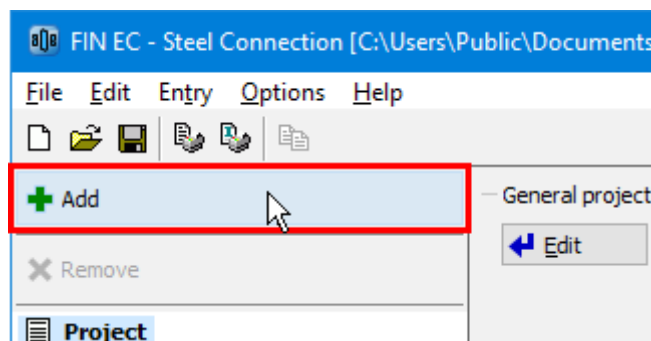 FIN EC - Steel Connection [C:\Users\Public\Documents
File Edit Entry Options Help
Add
General project
Edit
Remove
Project